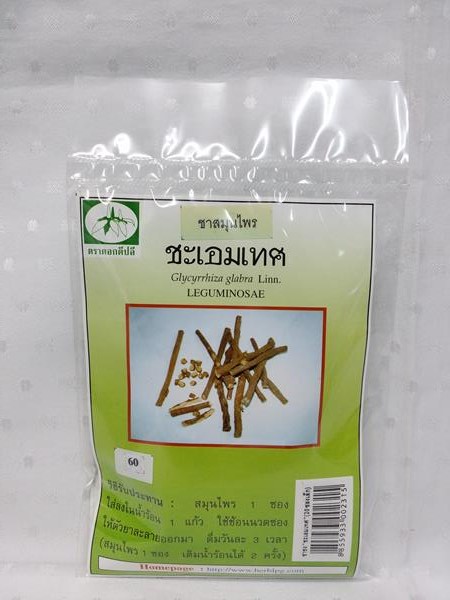 ตราดอกดีปลี
ชาสมุนไพร
ชะเอมเทศ
Glycyrrhiza glabra Linn.
LEGUMINOSAE
60
วิธีรับประทาน : สมุนไพร 1 ซอง
ใส่ลงในน้ำร้อน 1 แก้ว ใช้ช้อนนวดซอง
ให้ตัวยาละลายออกมา ดื่มวันละ 3 เวลา
(สมุนไพร 1 ซอง เติมน้ำร้อนได้ 2 ครั้ง)
Homepage : http://www.herbdpg.com
8855933002315